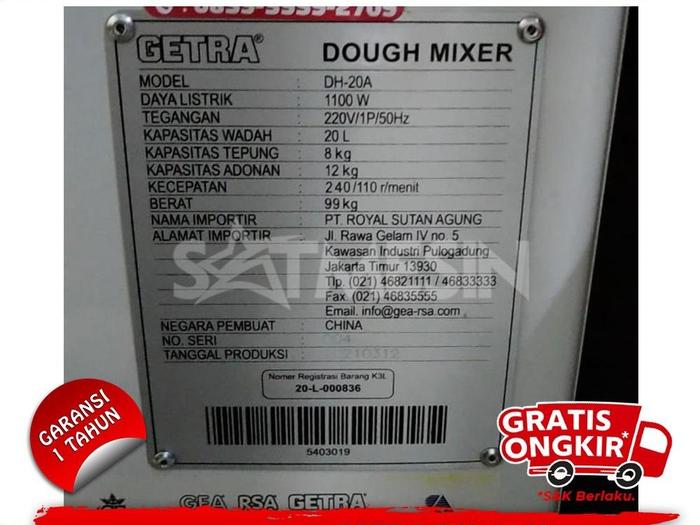 GETRA® DOUGH MIXER
MODEL : DH-20A
DAYA LISTRIK : 1100 W
TEGANGAN : 220V/1P/50Hz
KAPASITAS WADAH : 20 L
KAPASITAS TEPUNG : 8 kg
KAPASITAS ADONAN : 12 kg
KECEPATAN : 240/110 r/menit
BERAT : 99 kg
NAMA IMPORTIR : PT. ROYAL SUTAN AGUNG
ALAMAT IMPORTIR : Jl. Rawa Gelam IV no. 5
Kawasan Industri Pulogadung
Jakarta Timur 13930
Tlp. (021) 46821111 / 46833333
Fax. (021) 46835555
Email. info@gea-rsa.com
NEGARA PEMBUAT : CHINA
NO. SERI : 004
TANGGAL PRODUKSI : 210312
Nomer Registrasi Barang K3L
20-L-000836
5403019
GEA RSA GETRA®
GARANSI
1 TAHUN
GRATIS
ONGKIR*
*S&K Berlaku.